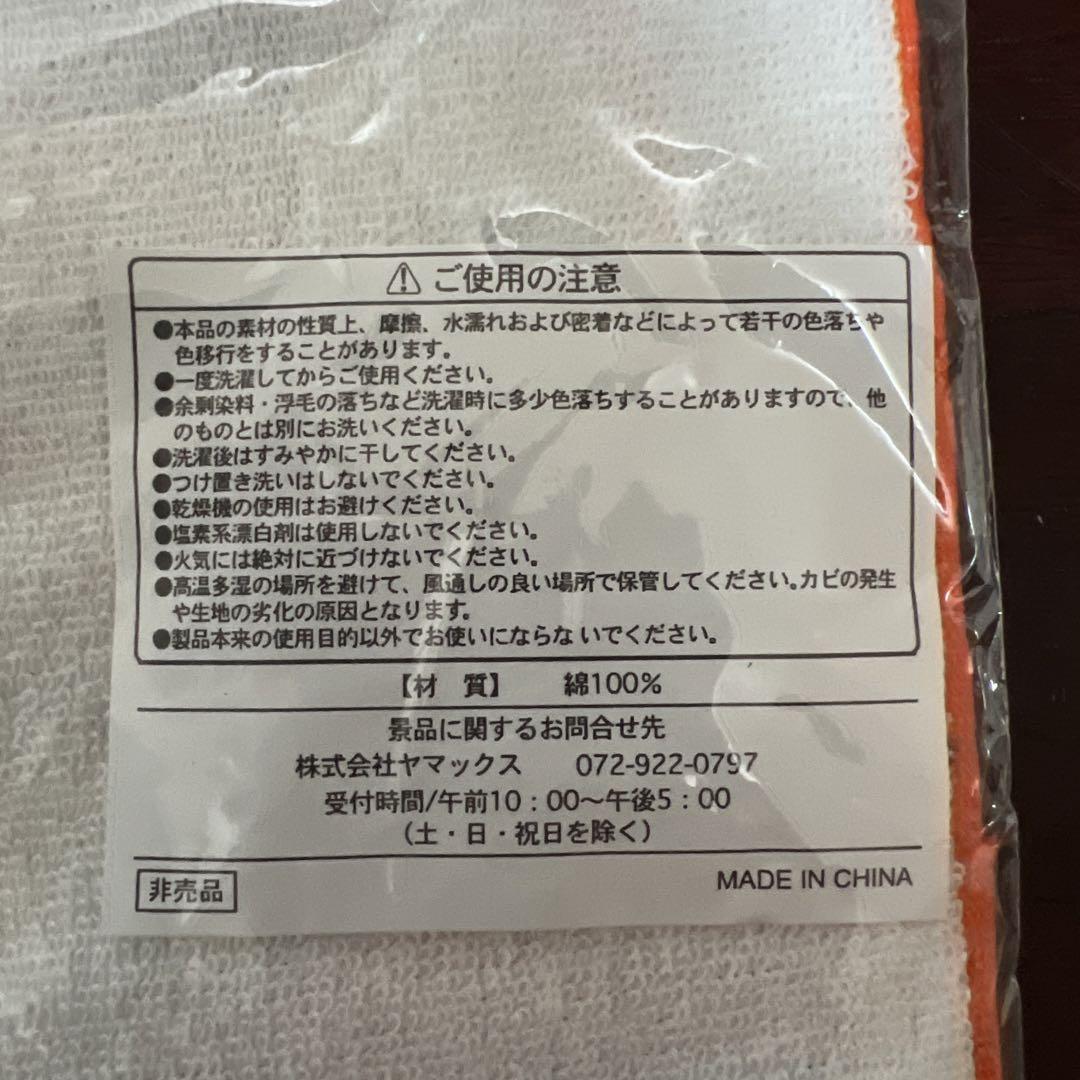 ⚠ ご使用の注意
●本品の素材の性質上、摩擦、水濡れおよび密着などによって若干の色落ちや
色移行をすることがあります。
●一度洗濯してからご使用ください。
●余剰染料・浮毛の落ちなど洗濯時に多少色落ちすることがありますので、他
のものとは別にお洗いください。
●洗濯後はすみやかに干してください。
●つけ置き洗いはしないでください。
●乾燥機の使用はお避けください。
●塩素系漂白剤は使用しないでください。
●火気には絶対に近づけないでください。
●高温多湿の場所を避けて、風通しの良い場所で保管してください。カビの発生
や生地の劣化の原因となります。
●製品本来の使用目的以外でお使いにならないでください。
【材 質】 綿100%
景品に関するお問合せ先
株式会社ヤマックス 072-922-0797
受付時間/午前10:00〜午後5:00
(土・日・祝日を除く)
非売品 MADE IN CHINA